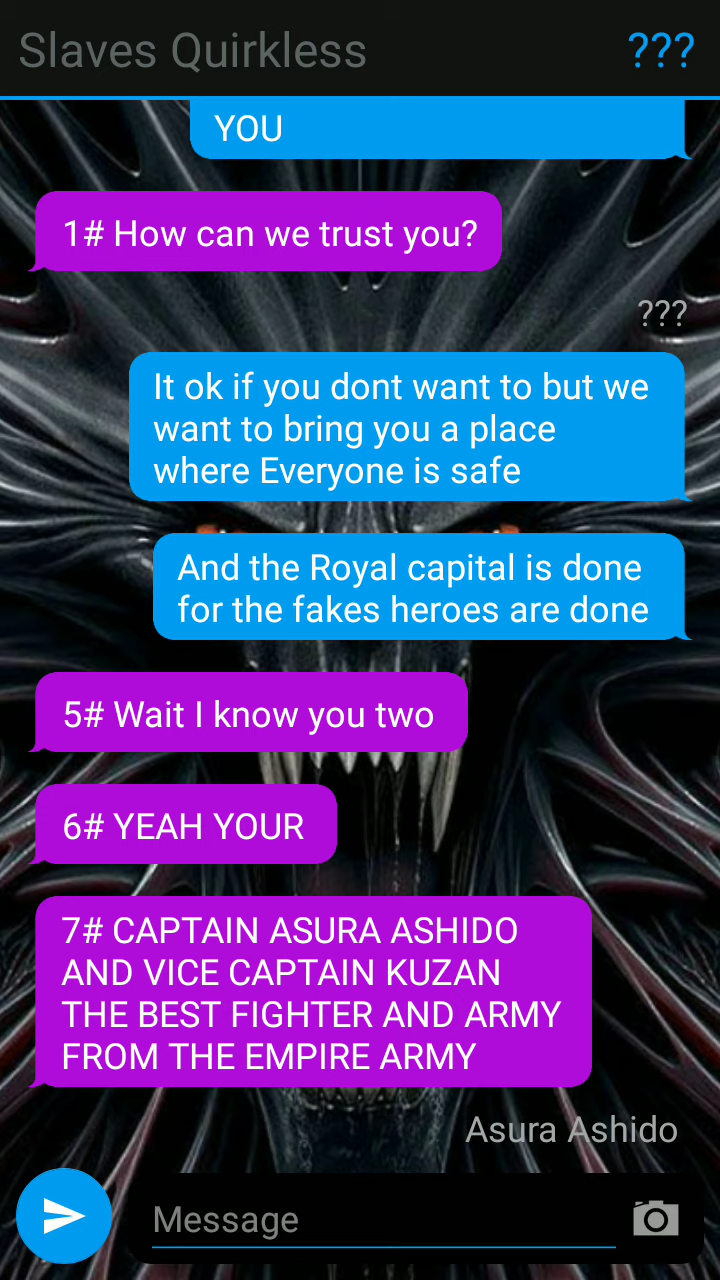 Slaves Quirkless
???
YOU
1# How can we trust you?
???
It ok if you dont want to but we
want to bring you a place
where Everyone is safe
And the Royal capital is done
for the fakes heroes are done
5# Wait I know you two
6# YEAH YOUR
7# CAPTAIN ASURA ASHIDO
AND VICE CAPTAIN KUZAN
THE BEST FIGHTER AND ARMY
FROM THE EMPIRE ARMY
Asura Ashido
Message